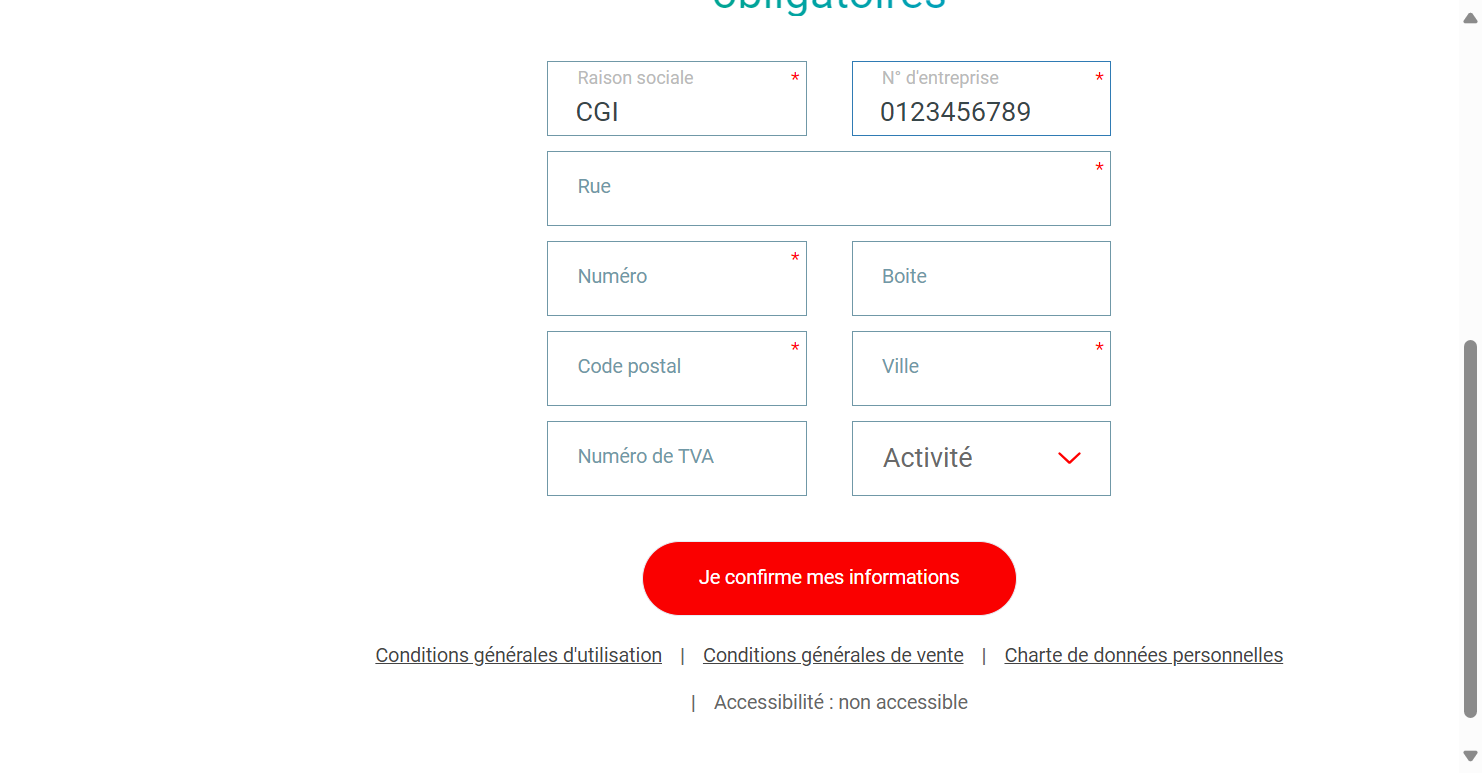 obligatoires
Raison sociale *
CGI
N° d'entreprise *
0123456789
Rue *
Numéro *
Boite
Code postal *
Ville *
Numéro de TVA
Activité
Je confirme mes informations
Conditions générales d'utilisation | Conditions générales de vente | Charte de données personnelles
| Accessibilité : non accessible